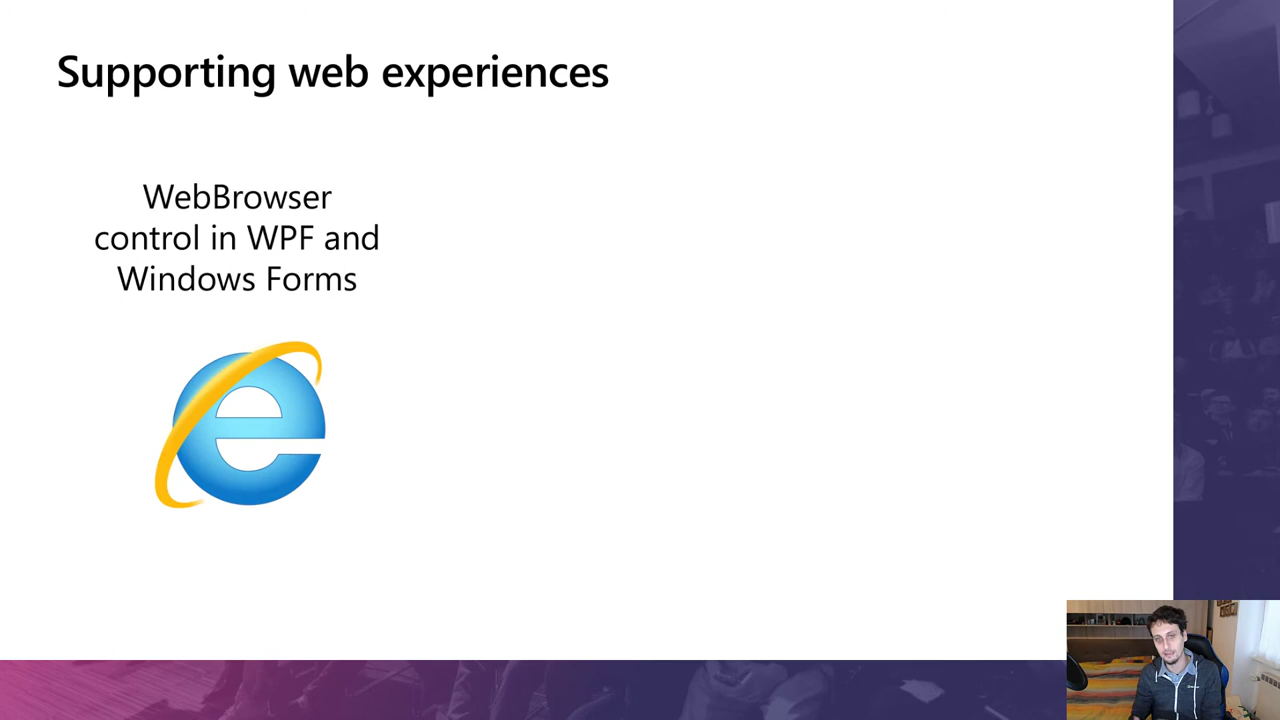 Supporting web experiences
WebBrowser
control in WPF and
Windows Forms